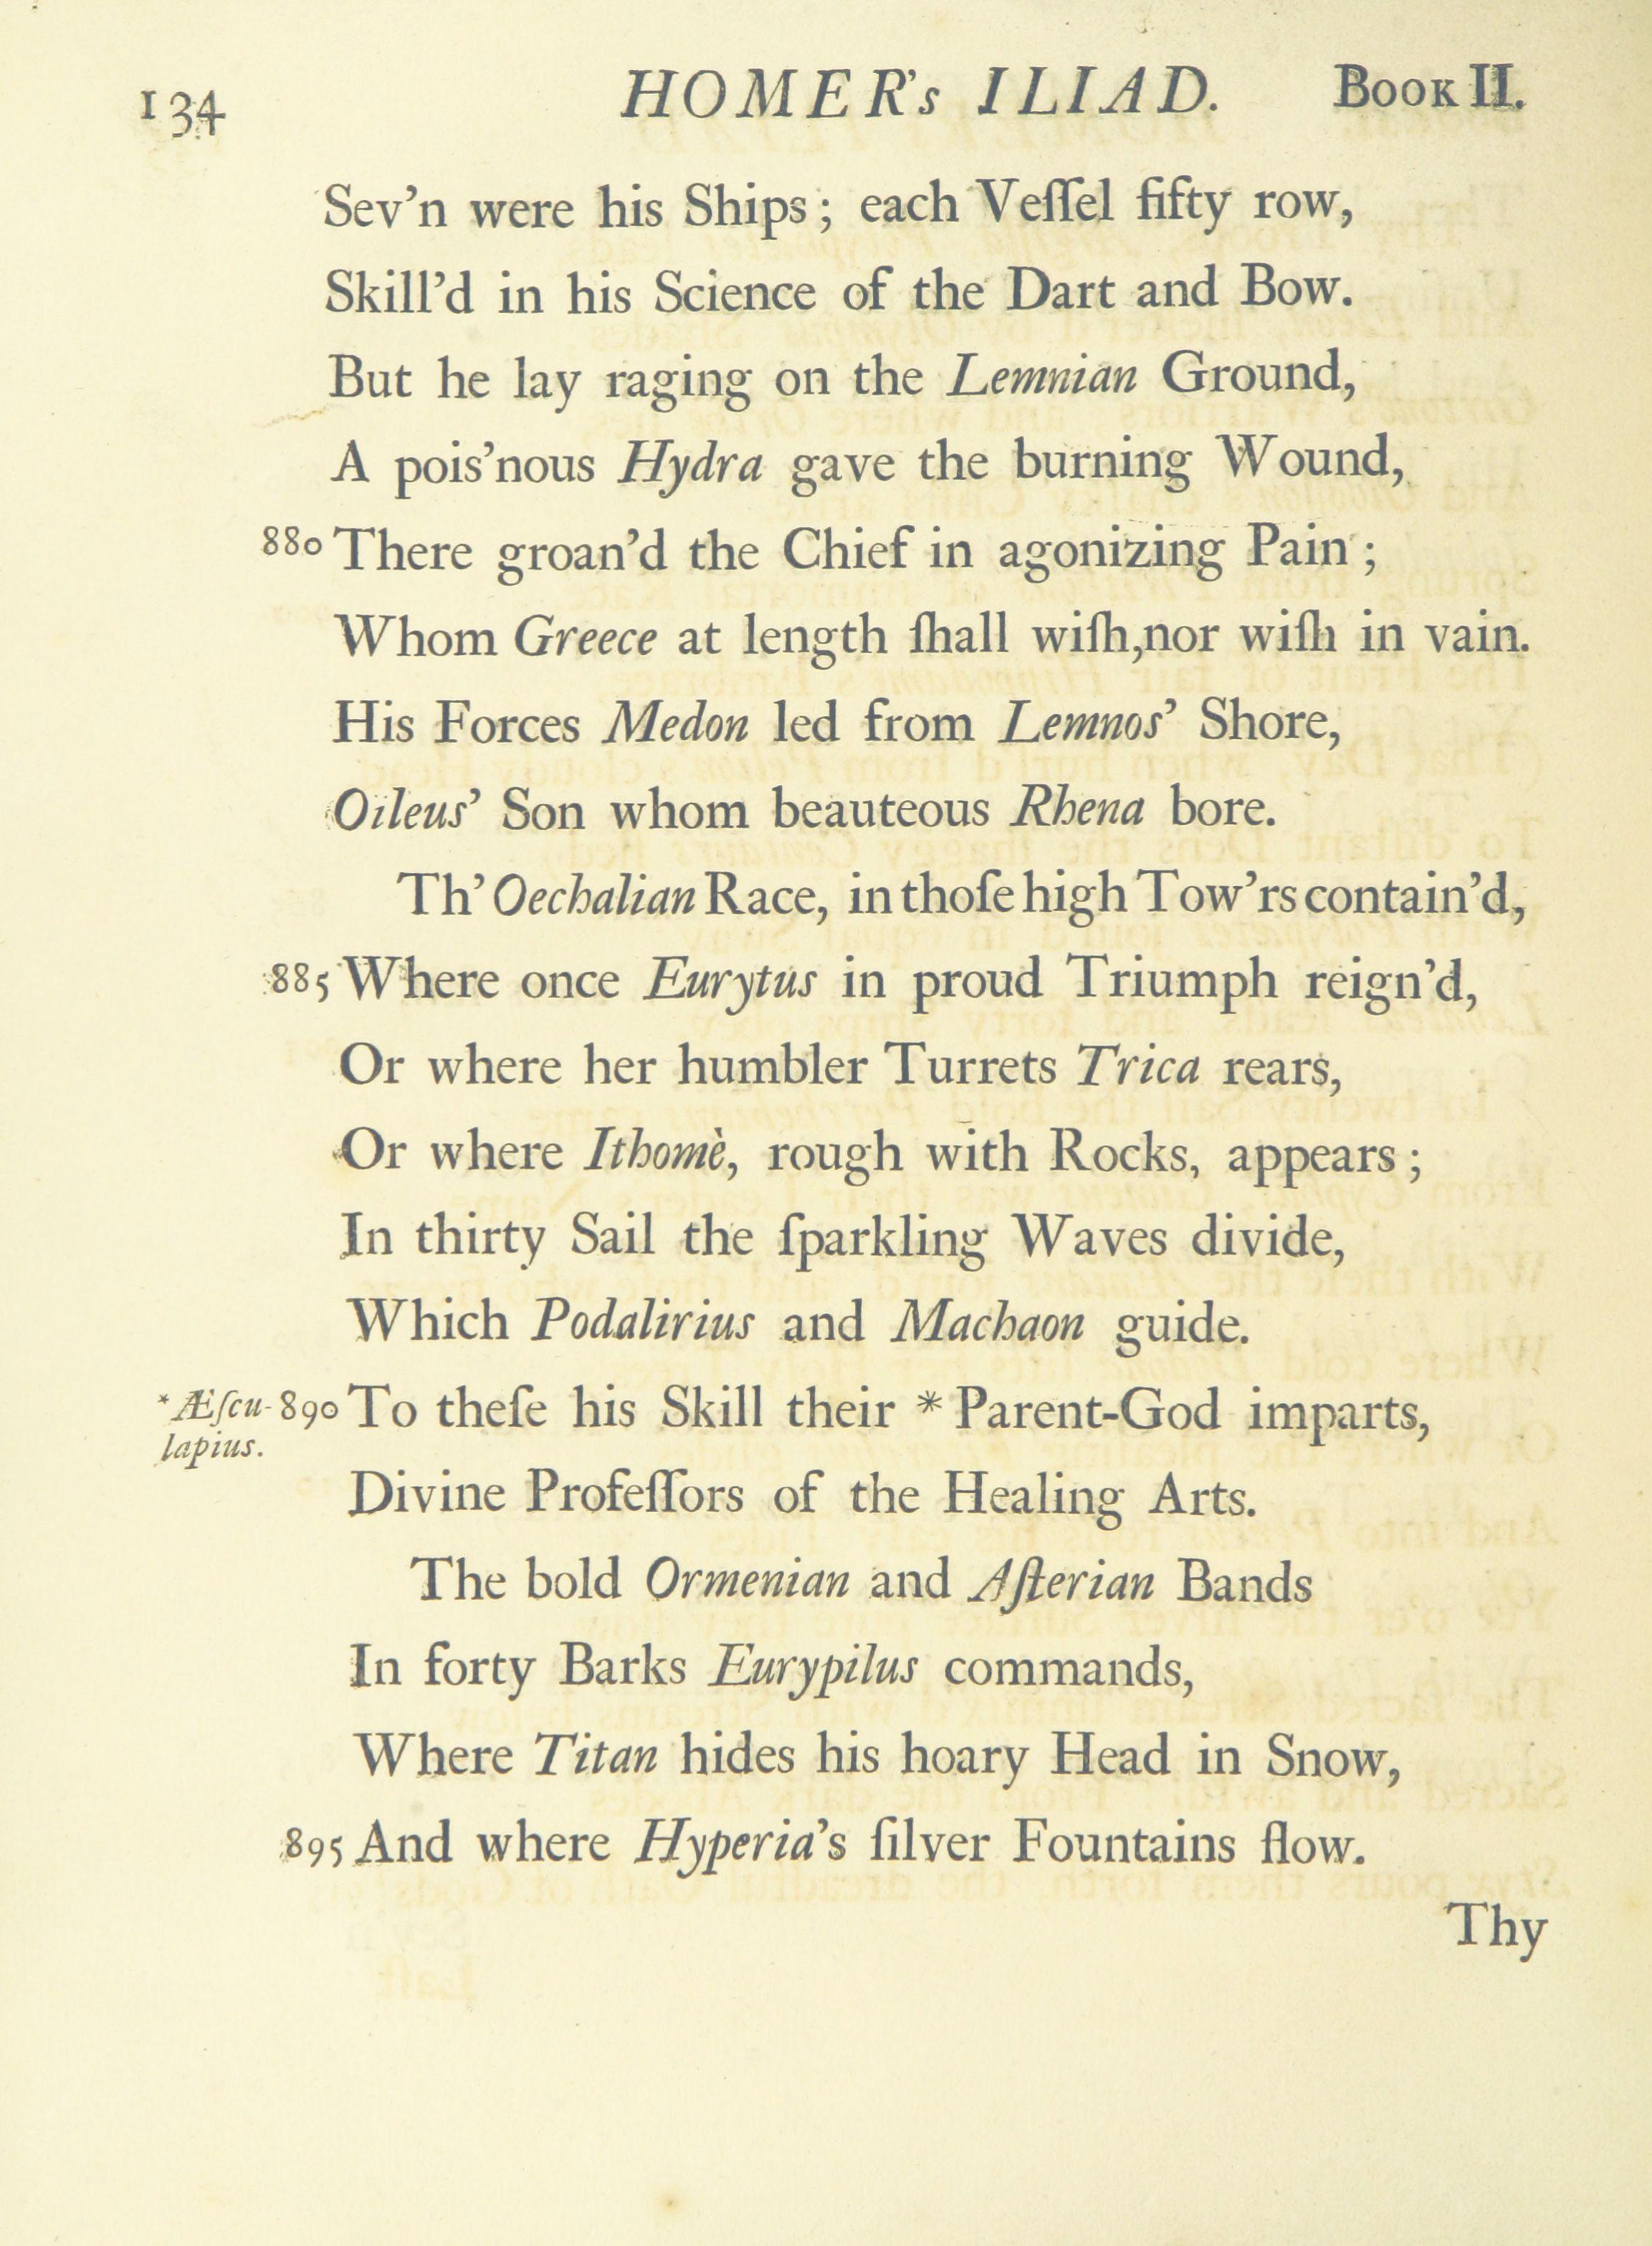 134 HOMER's ILIAD. BOOK II.
Sev'n were his Ships; each Veſſel fifty row,
Skill'd in his Science of the Dart and Bow.
But he lay raging on the Lemnian Ground,
A pois'nous Hydra gave the burning Wound,
880 There groan'd the Chief in agonizing Pain;
Whom Greece at length ſhall wiſh,nor wiſh in vain.
His Forces Medon led from Lemnos' Shore,
Oïleus' Son whom beauteous Rhena bore.
Th' Oechalian Race, in thoſe high Tow'rs contain'd,
885 Where once Eurytus in proud Triumph reign'd,
Or where her humbler Turrets Trica rears,
Or where Ithomè, rough with Rocks, appears;
In thirty Sail the ſparkling Waves divide,
Which Podalirius and Machaon guide.
* Æſcu- 890 To theſe his Skill their * Parent-God imparts,
lapius.
Divine Profeſſors of the Healing Arts.
The bold Ormenian and Aſterian Bands
In forty Barks Eurypilus commands,
Where Titan hides his hoary Head in Snow,
895 And where Hyperia's ſilver Fountains flow.
Thy